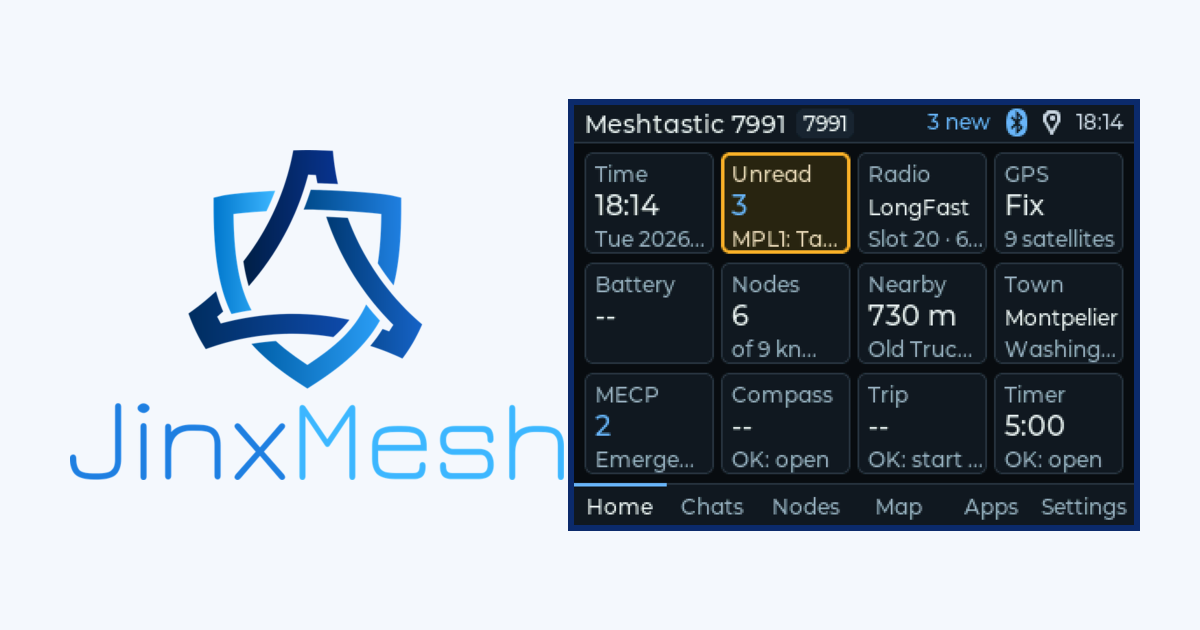 JinxMesh
Meshtastic 7991 7991 3 new 18:14
Time
18:14
Tue 2026...
Unread
3
MPL1: Ta...
Radio
LongFast
Slot 20 · 6...
GPS
Fix
9 satellites
Battery
--
Nodes
6
of 9 kn...
Nearby
730 m
Old Truc...
Town
Montpelier
Washing...
MECP
2
Emerge...
Compass
--
OK: open
Trip
--
OK: start ...
Timer
5:00
OK: open
Home Chats Nodes Map Apps Settings